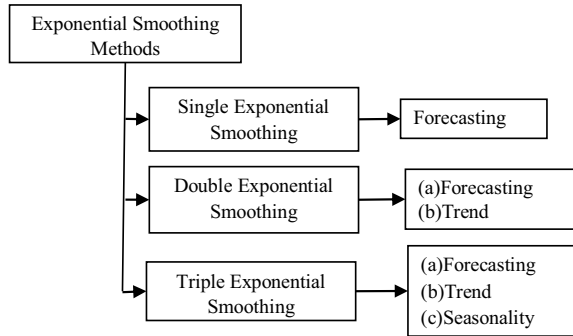 Exponential Smoothing
Methods
Single Exponential
Smoothing
Forecasting
Double Exponential
Smoothing
(a)Forecasting
(b)Trend
Triple Exponential
Smoothing
(a)Forecasting
(b)Trend
(c)Seasonality